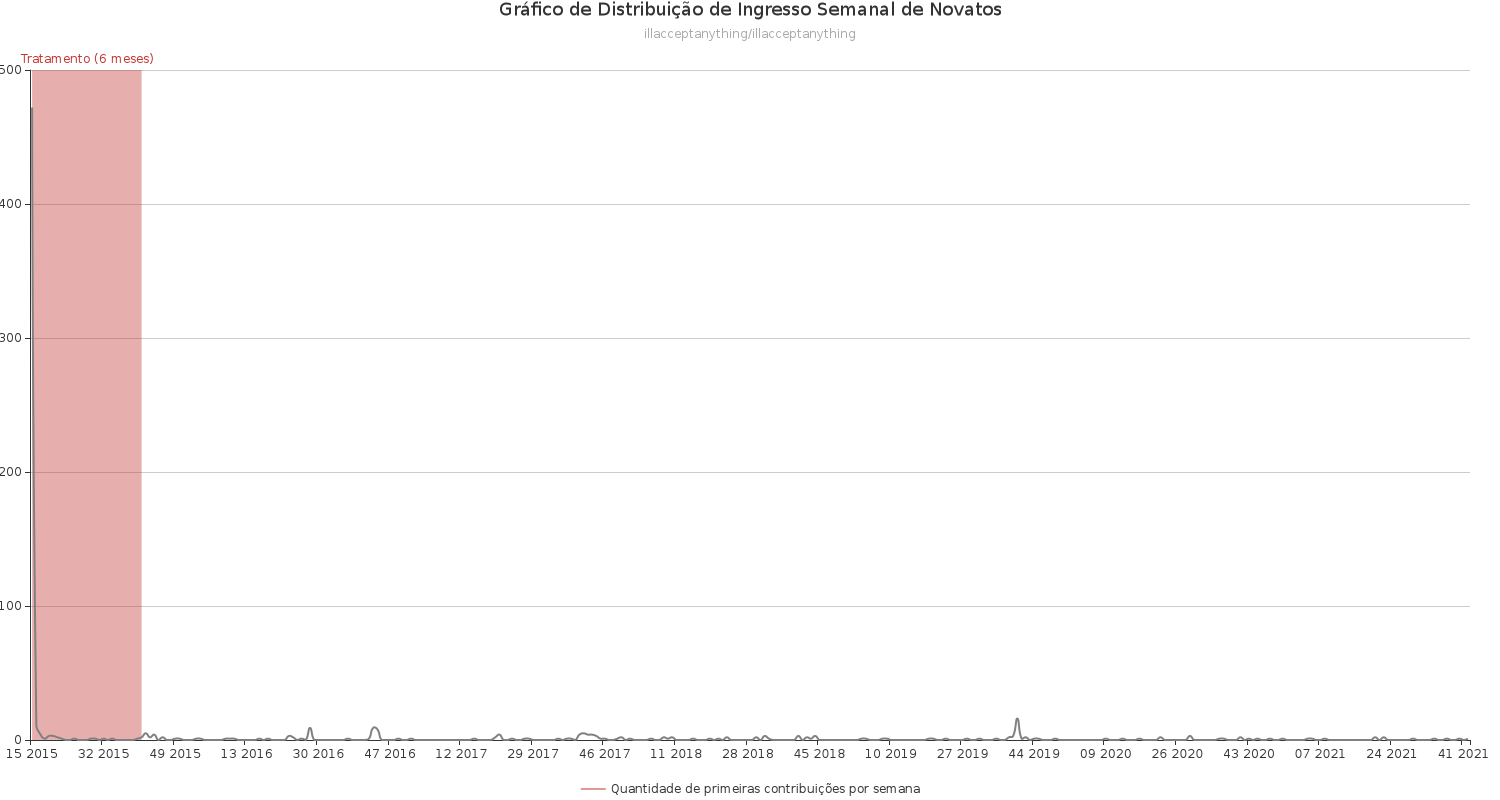 Gráfico de Distribuição de Ingresso Semanal de Novatos
illacceptanything/illacceptanything
Tratamento (6 meses)
500
400
300
200
100
0
15 2015 32 2015 49 2015 13 2016 30 2016 47 2016 12 2017 29 2017 46 2017 11 2018 28 2018 45 2018 10 2019 27 2019 44 2019 09 2020 26 2020 43 2020 07 2021 24 2021 41 2021
Quantidade de primeiras contribuições por semana